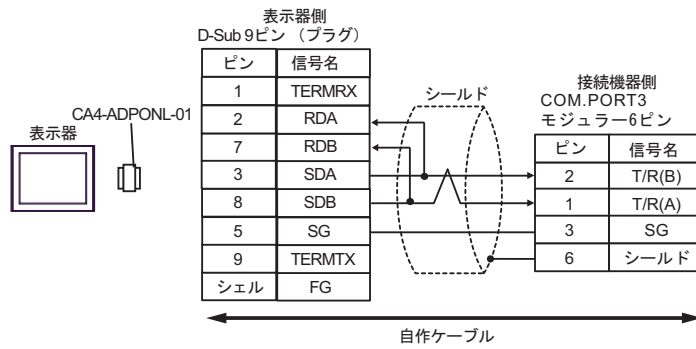 表示器側
D-Sub 9ピン （プラグ）
ピン 信号名
1 TERMRX
2 RDA
7 RDB
3 SDA
8 SDB
5 SG
9 TERMTX
シェル FG
CA4-ADPONL-01
表示器
シールド
接続機器側
COM.PORT3
モジュラー6ピン
ピン 信号名
2 T/R(B)
1 T/R(A)
3 SG
6 シールド
自作ケーブル